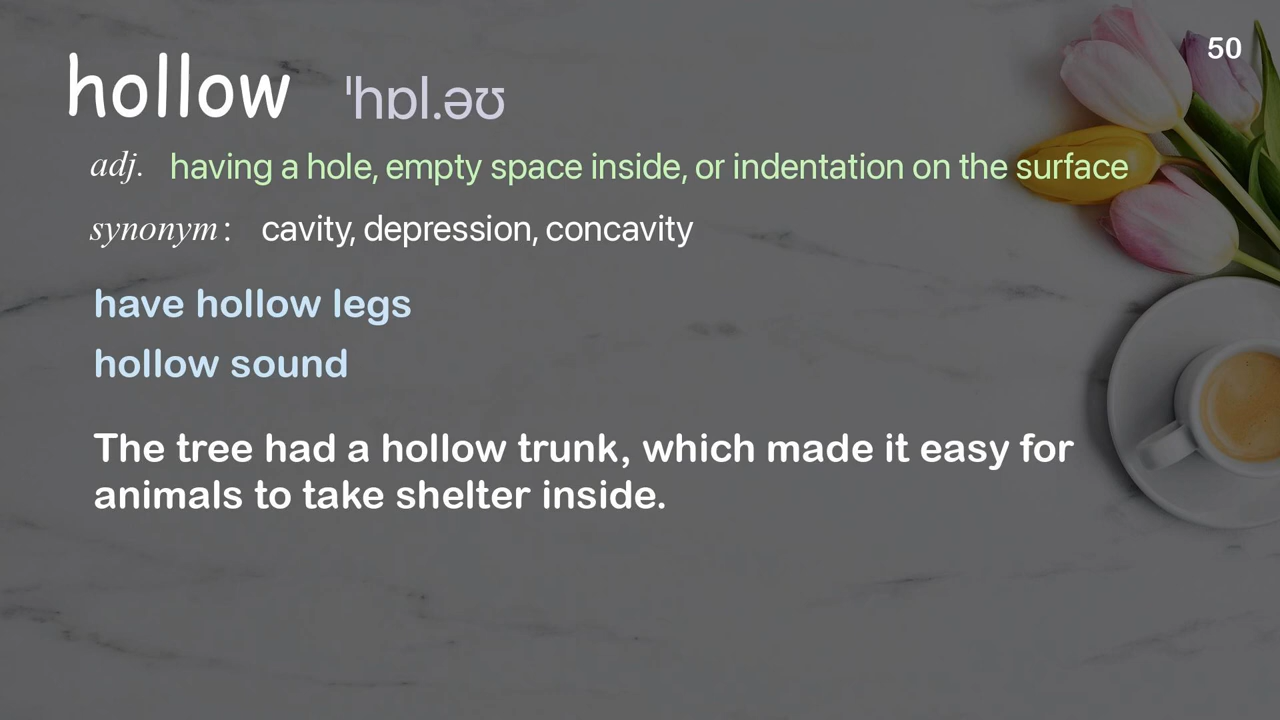 50
hollow ˈhɒl.əʊ
adj. having a hole, empty space inside, or indentation on the surface
synonym: cavity, depression, concavity
have hollow legs
hollow sound
The tree had a hollow trunk, which made it easy for
animals to take shelter inside.